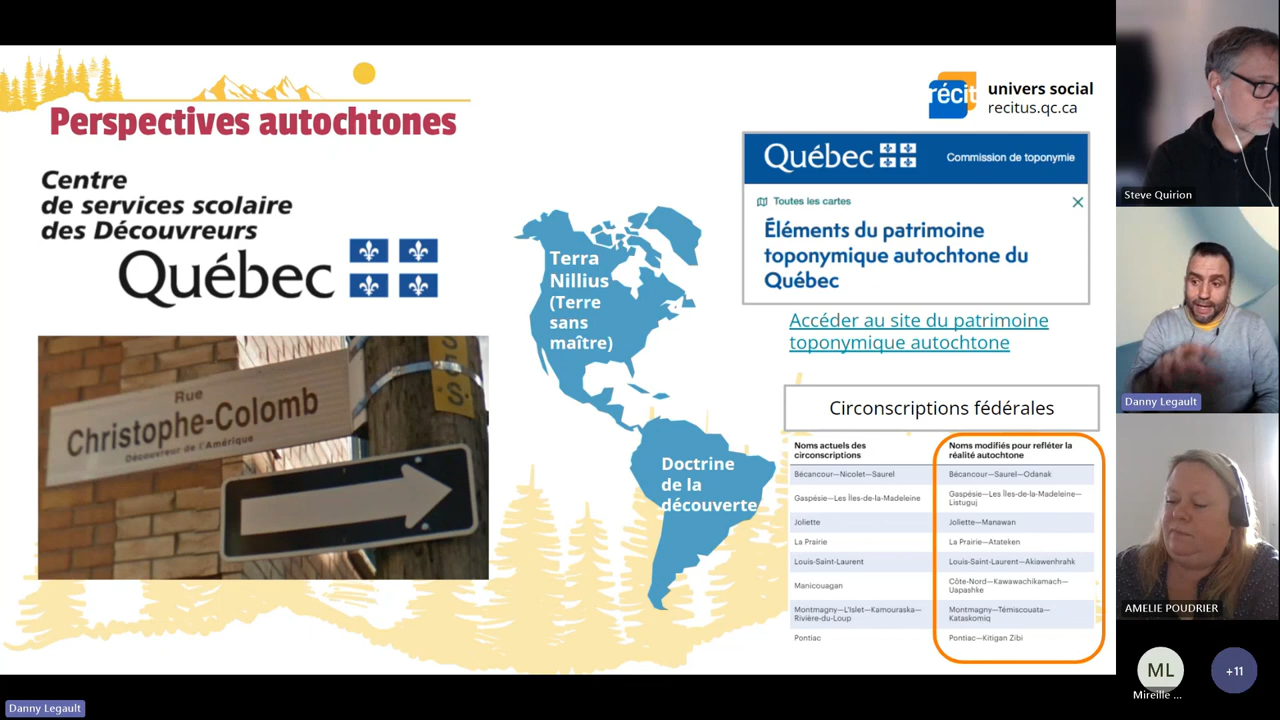 Perspectives autochtones
récit
univers social
recitus.qc.ca
Centre
de services scolaire
des Découvreurs
Québec
Rue
Christophe-Colomb
Découvreur de l'Amérique
Terra
Nillius
(Terre
sans
maître)
Doctrine
de la
découverte
Québec
Commission de toponymie
Toutes les cartes
Éléments du patrimoine
toponymique autochtone du
Québec
Accéder au site du patrimoine
toponymique autochtone
Circonscriptions fédérales
Noms actuels des
circonscriptions
Noms modifiés pour refléter la
réalité autochtone
Bécancour—Nicolet—Saurel
Bécancour—Saurel—Odanak
Gaspésie—Les Îles-de-la-Madeleine
Gaspésie—Les Îles-de-la-Madeleine—
Listuguj
Joliette
Joliette—Manawan
La Prairie
La Prairie—Atateken
Louis-Saint-Laurent
Louis-Saint-Laurent—Akiawenhrahk
Manicouagan
Côte-Nord—Kawawachikamach—
Uapashke
Montmagny—L'Islet—Kamouraska—
Rivière-du-Loup
Montmagny—Témiscouata—
Kataskomiq
Pontiac
Pontiac—Kitigan Zibi
Steve Quirion
Danny Legault
AMELIE POUDRIER
ML
Mireille ...
+11
Danny Legault